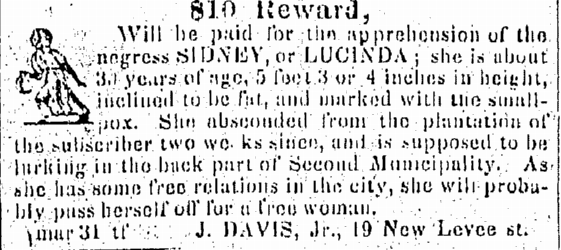 $10 Reward,
Will be paid for the apprehension of the
negress SIDNEY, or LUCINDA; she is about
years of age, 5 feet 3 or 4 inches in height,
inclined to be fat, and marked with the small-
pox. She absconded from the plantation of
the subscriber two we ks since, and is supposed to be
lurking in the back part of Second Municipality. As
she has some free relations in the city, she will proba-
bly pass herself off for a free woman.
mar 31 tf J. DAVIS, Jr., 19 New Levee st.